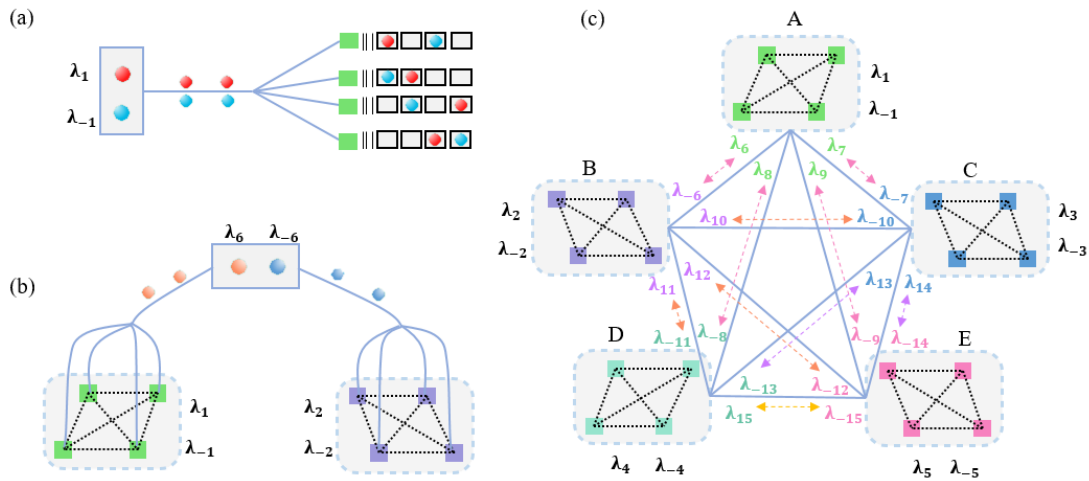 (a)
λ₁
λ₋₁
(b)
λ₆ λ₋₆
λ₁
λ₋₁
λ₂
λ₋₂
(c)
A
λ₁
λ₋₁
B
λ₂
λ₋₂
C
λ₃
λ₋₃
λ₆ λ₇
λ₈ λ₉
λ₋₆ λ₋₇
λ₁₀ λ₋₁₀
λ₁₁ λ₁₂ λ₁₃ λ₁₄
λ₋₁₁ λ₋₈ λ₋₉ λ₋₁₄
D
E
λ₋₁₃ λ₋₁₂
λ₁₅ λ₋₁₅
λ₄ λ₋₄
λ₅ λ₋₅